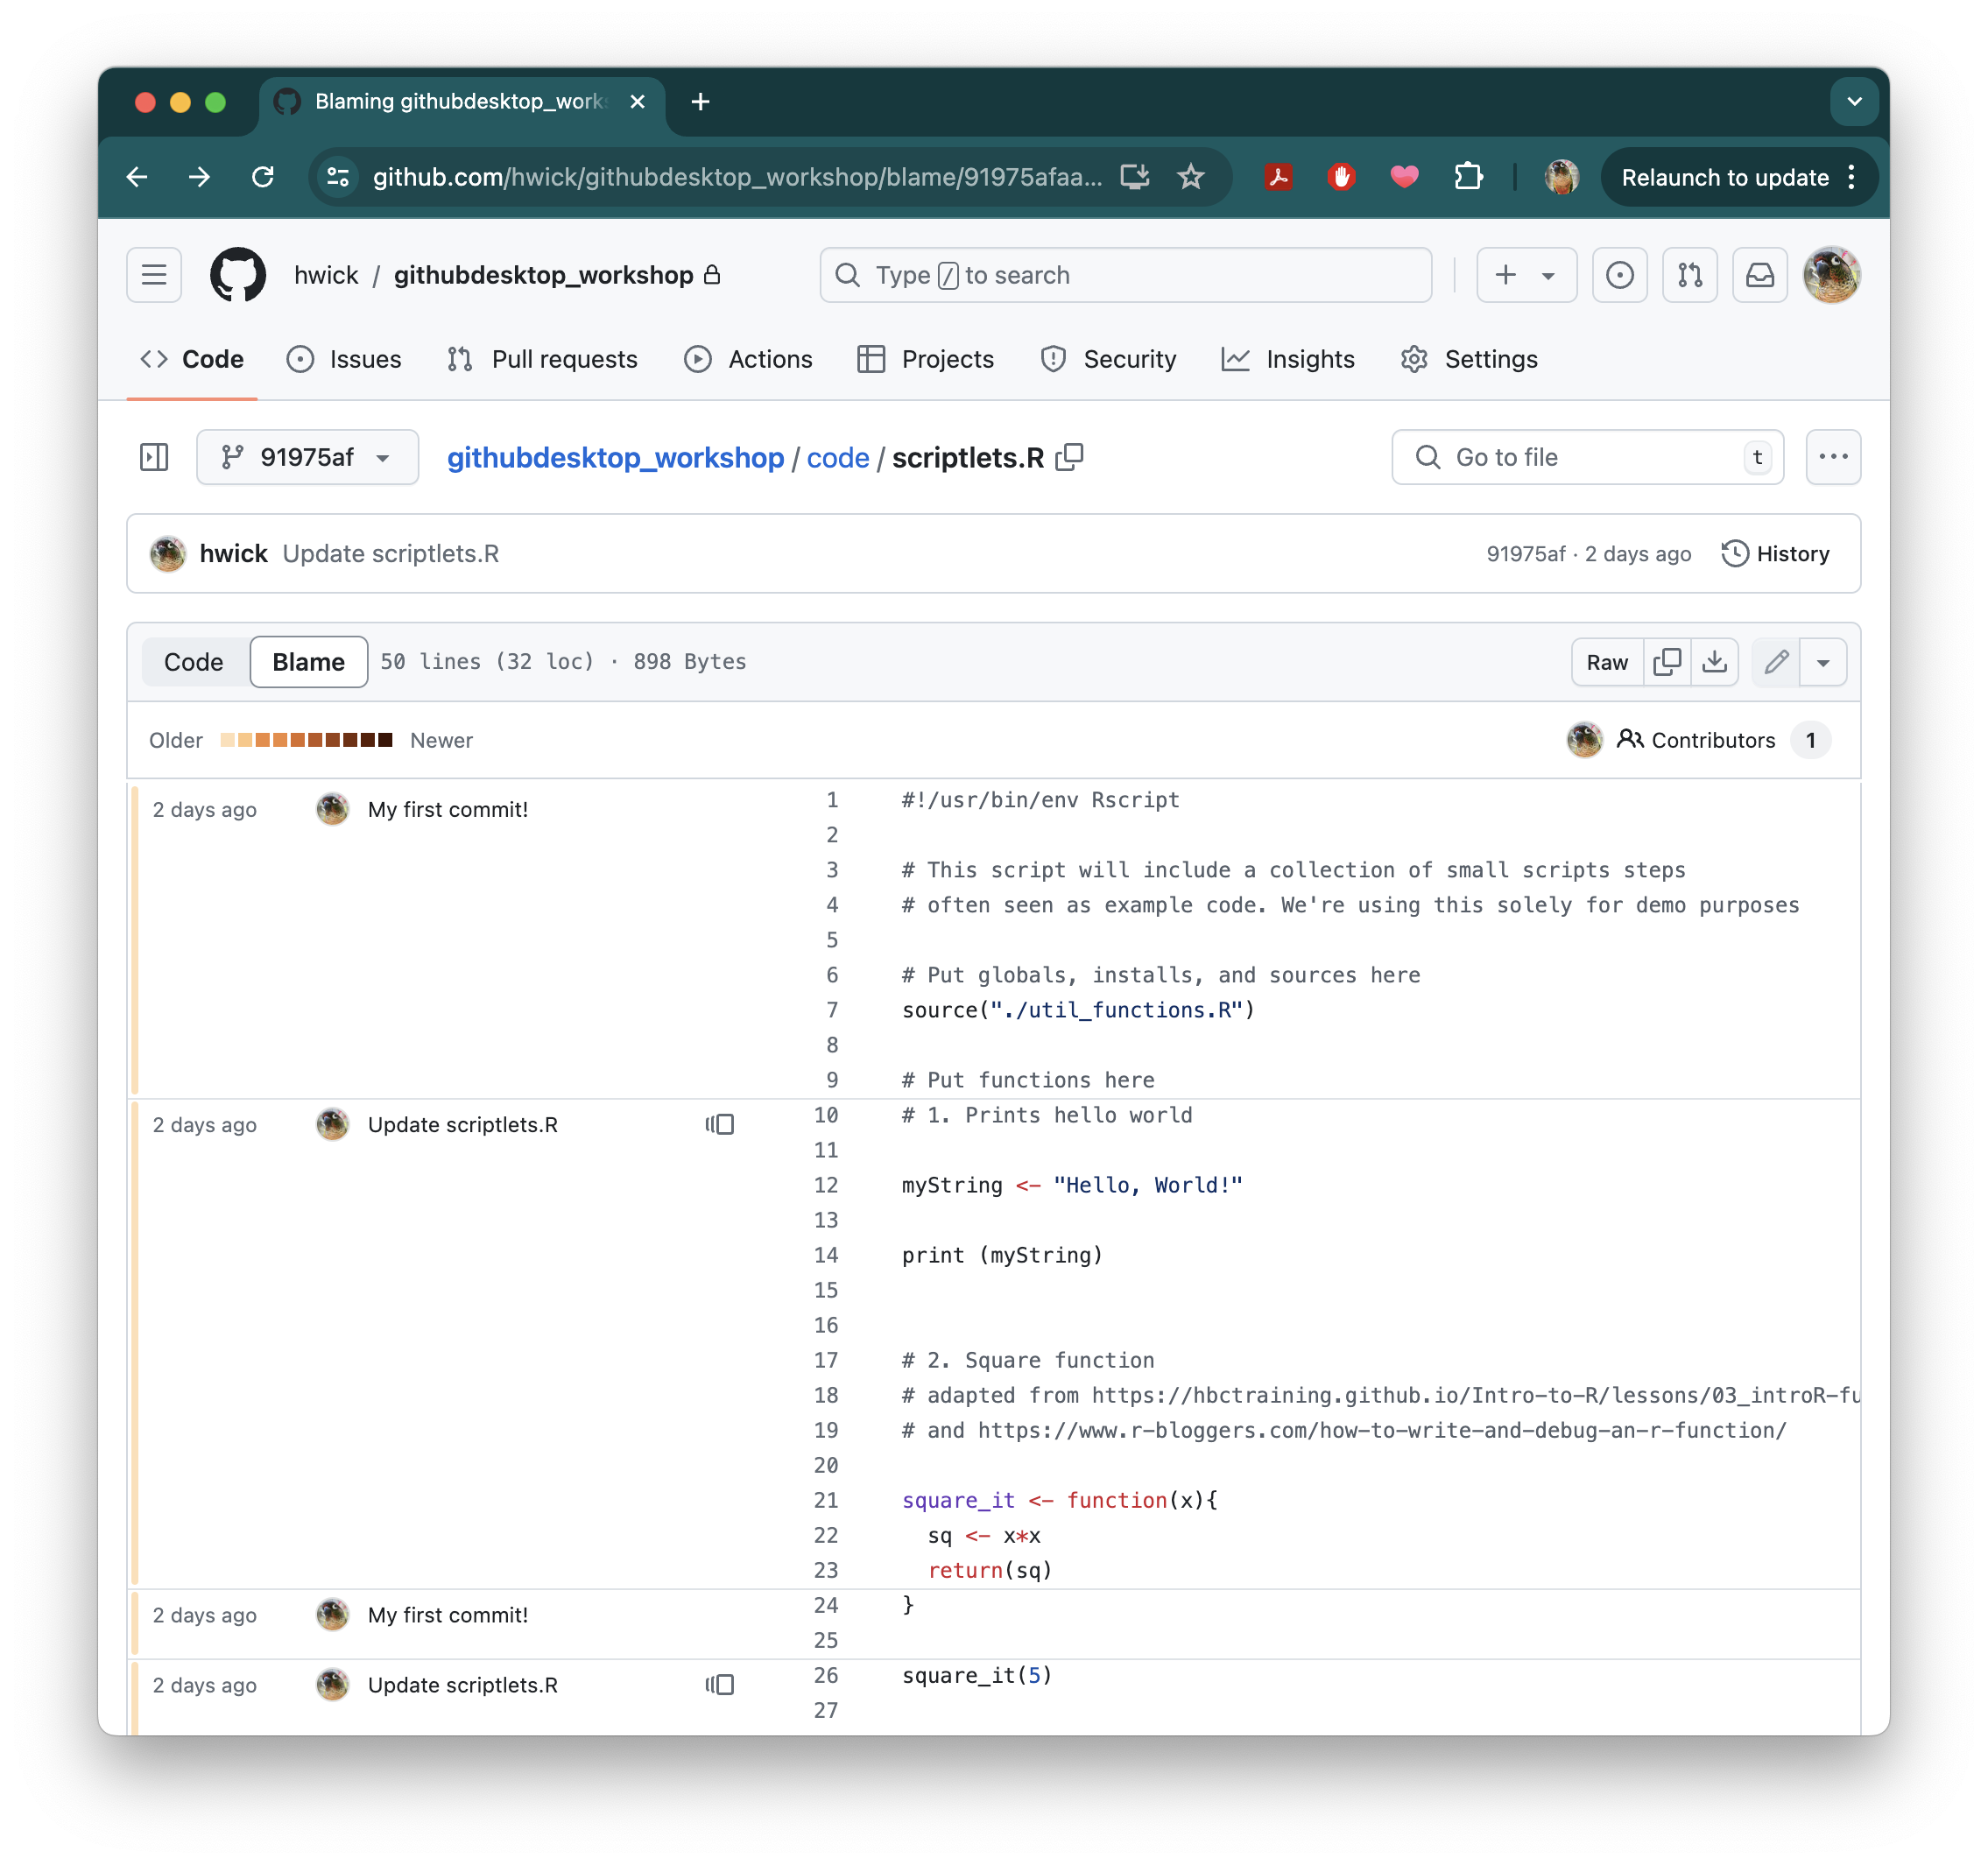 Blaming githubdesktop_work
github.com/hwick/githubdesktop_workshop/blame/91975afaa...
Relaunch to update
hwick / githubdesktop_workshop
Type / to search
Code
Issues
Pull requests
Actions
Projects
Security
Insights
Settings
91975af
githubdesktop_workshop / code / scriptlets.R
Go to file
t
hwick Update scriptlets.R
91975af · 2 days ago
History
Code
Blame
50 lines (32 loc) · 898 Bytes
Raw
Older
Newer
Contributors 1
2 days ago My first commit!
1 #!/usr/bin/env Rscript
2
3 # This script will include a collection of small scripts steps
4 # often seen as example code. We're using this solely for demo purposes
5
6 # Put globals, installs, and sources here
7 source("./util_functions.R")
8
9 # Put functions here
2 days ago Update scriptlets.R
10 # 1. Prints hello world
11
12 myString <- "Hello, World!"
13
14 print (myString)
15
16
17 # 2. Square function
18 # adapted from https://hbctraining.github.io/Intro-to-R/lessons/03_introR-fu
19 # and https://www.r-bloggers.com/how-to-write-and-debug-an-r-function/
20
21 square_it <- function(x){
22 sq <- x*x
23 return(sq)
2 days ago My first commit!
24 }
25
2 days ago Update scriptlets.R
26 square_it(5)
27